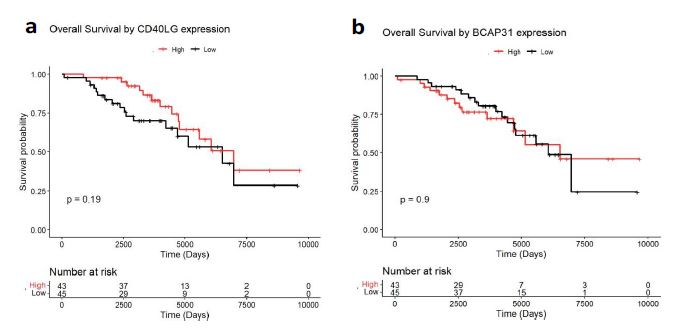 a
Overall Survival by CD40LG expression
High Low
Survival probability
1.00
0.75
0.50
0.25
0.00
p = 0.19
0 2500 5000 7500 10000
Time (Days)
Number at risk
High 43 37 13 2 0
Low 45 29 9 2 0
0 2500 5000 7500 10000
Time (Days)
b
Overall Survival by BCAP31 expression
High Low
Survival probability
1.00
0.75
0.50
0.25
0.00
p = 0.9
0 2500 5000 7500 10000
Time (Days)
Number at risk
High 43 29 7 3 0
Low 45 37 15 1 0
0 2500 5000 7500 10000
Time (Days)